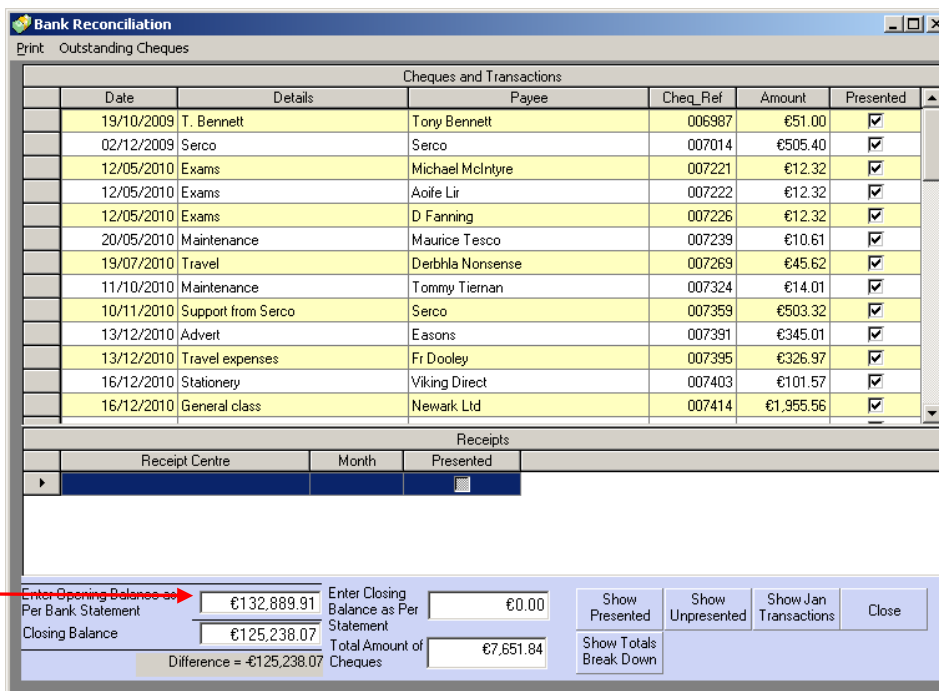 Bank Reconciliation
Print Outstanding Cheques
Cheques and Transactions
Date Details Payee Cheq_Ref Amount Presented
19/10/2009 T. Bennett Tony Bennett 006987 €51.00
02/12/2009 Serco Serco 007014 €505.40
12/05/2010 Exams Michael McIntyre 007221 €12.32
12/05/2010 Exams Aoife Lir 007222 €12.32
12/05/2010 Exams D Fanning 007226 €12.32
20/05/2010 Maintenance Maurice Tesco 007239 €10.61
19/07/2010 Travel Derbhla Nonsense 007269 €45.62
11/10/2010 Maintenance Tommy Tiernan 007324 €14.01
10/11/2010 Support from Serco Serco 007359 €503.32
13/12/2010 Advert Easons 007391 €345.01
13/12/2010 Travel expenses Fr Dooley 007395 €326.97
16/12/2010 Stationery Viking Direct 007403 €101.57
16/12/2010 General class Newark Ltd 007414 €1,955.56
Receipts
Receipt Centre Month Presented
Enter Opening Balance as
Per Bank Statement
€132,889.91
Closing Balance
€125,238.07
Difference = -€125,238.07
Enter Closing
Balance as Per
Statement
€0.00
Total Amount of
Cheques
€7,651.84
Show
Presented
Show
Unpresented
Show Jan
Transactions
Close
Show Totals
Break Down